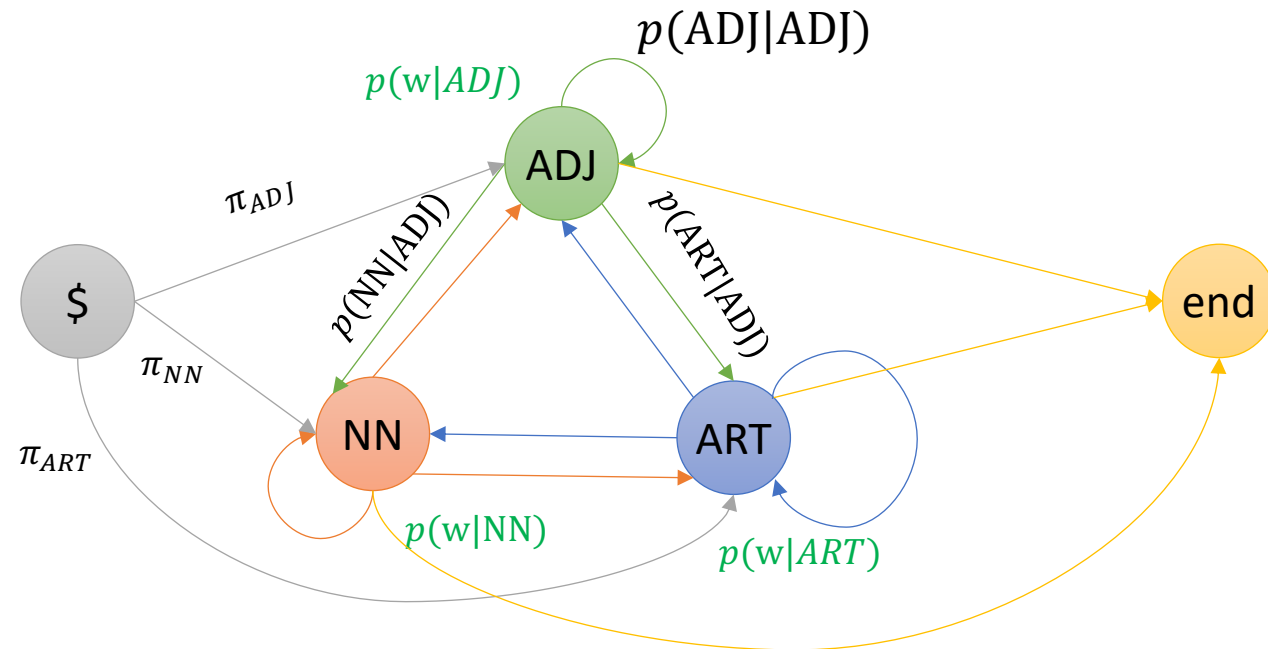 p(ADJ|ADJ)
p(w|ADJ)
ADJ
π_ADJ
p(NN|ADJ)
p(ART|ADJ)
$
end
π_NN
NN
ART
π_ART
p(w|NN)
p(w|ART)